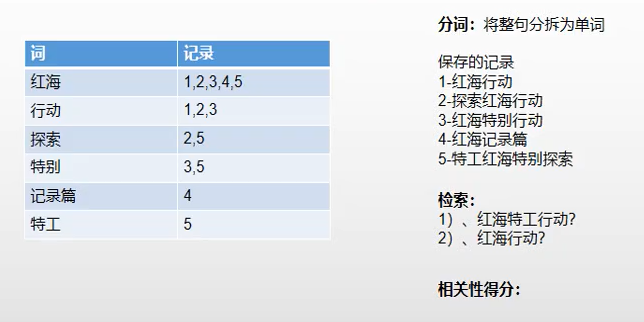 词 记录
红海 1,2,3,4,5
行动 1,2,3
探索 2,5
特别 3,5
记录篇 4
特工 5
分词：将整句分拆为单词
保存的记录
1-红海行动
2-探索红海行动
3-红海特别行动
4-红海记录篇
5-特工红海特别探索
检索：
1）、红海特工行动？
2）、红海行动？
相关性得分：